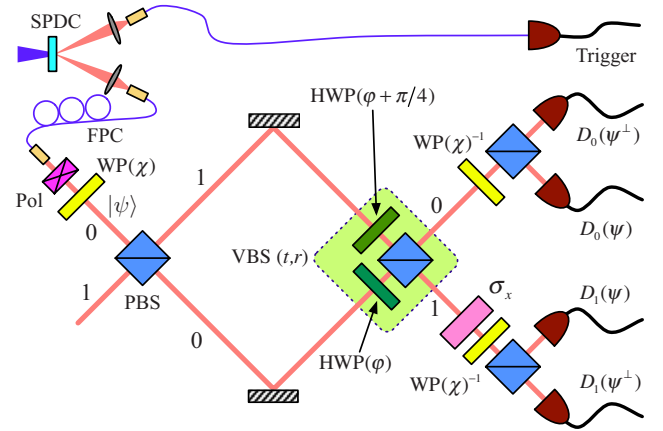 SPDC
Trigger
HWP(φ + π/4)
FPC
WP(χ)
WP(χ)⁻¹
D₀(ψ⊥)
Pol
|ψ⟩
1
0
0
D₀(ψ)
VBS (t,r)
1
PBS
0
1
σₓ
D₁(ψ)
HWP(φ)
WP(χ)⁻¹
D₁(ψ⊥)